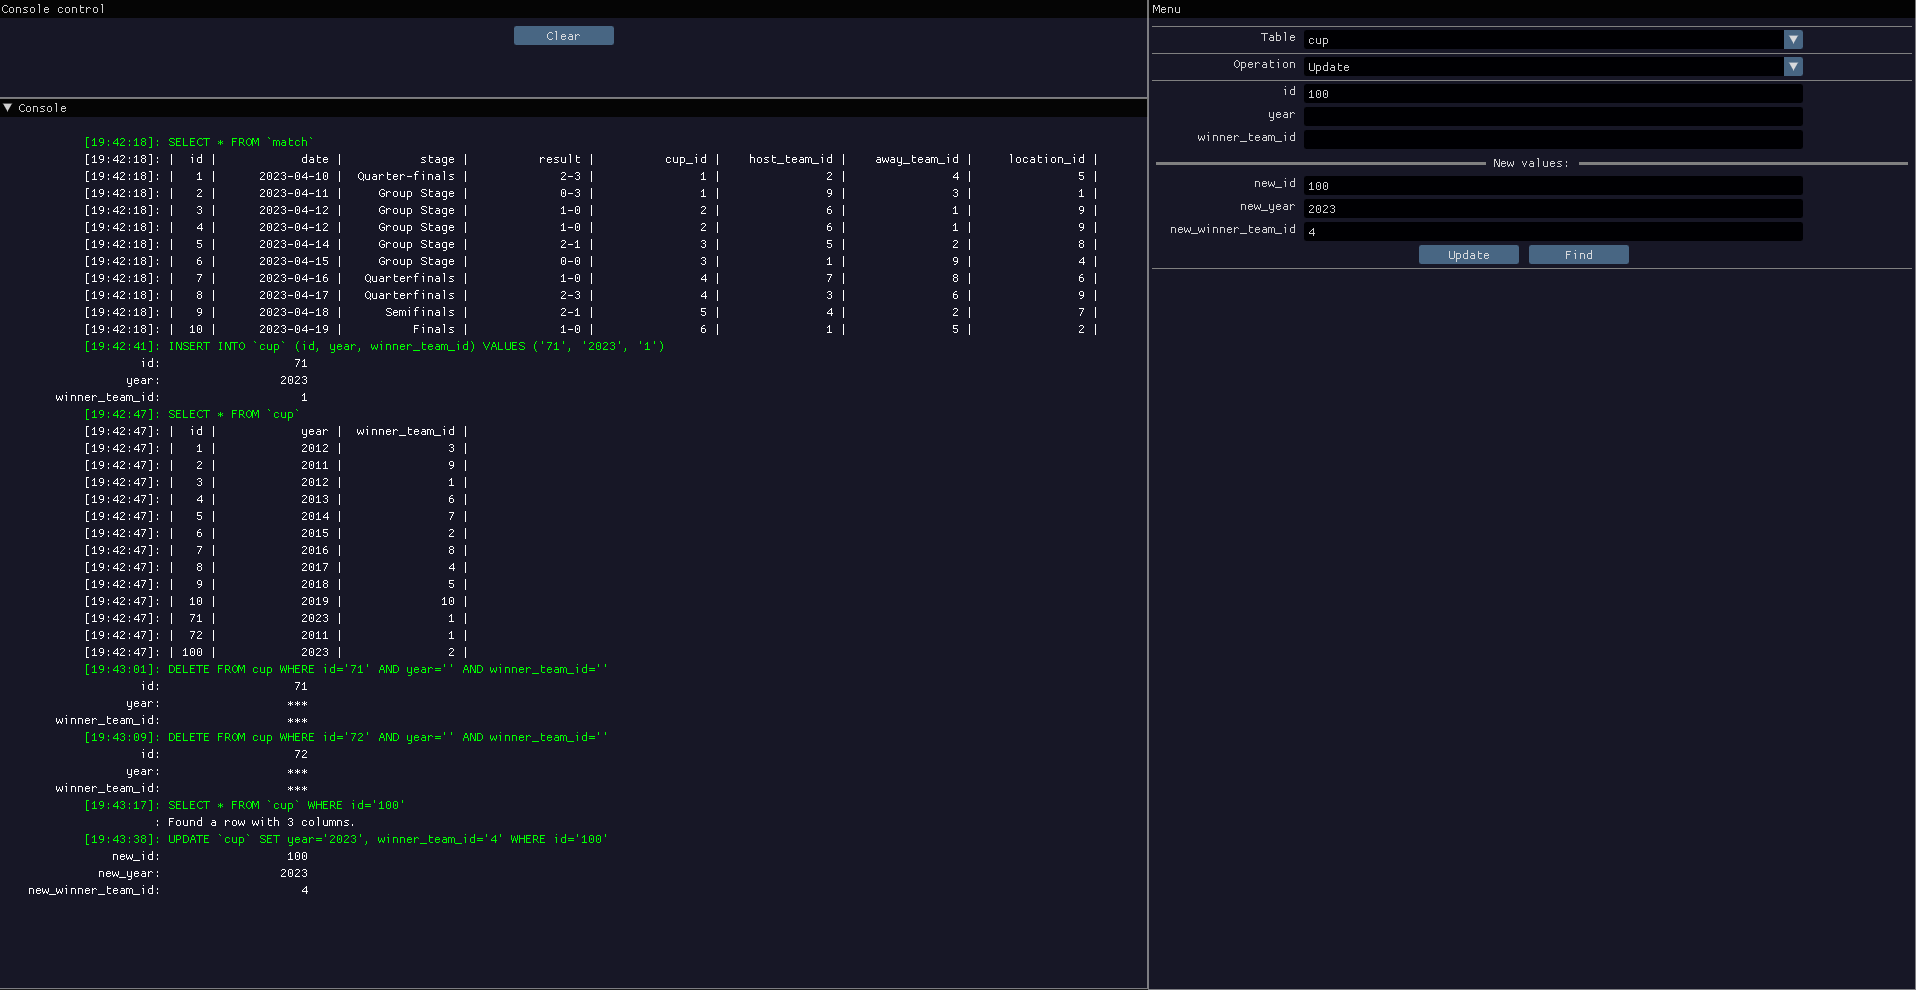 Console control
Clear
Console
[19:42:18]: SELECT * FROM `match`
[19:42:18]: | id | date | stage | result | cup_id | host_team_id | away_team_id | location_id |
[19:42:18]: | 1 | 2023-04-10 | Quarter-finals | 2-3 | 1 | 2 | 4 | 5 |
[19:42:18]: | 2 | 2023-04-11 | Group Stage | 0-3 | 1 | 9 | 3 | 1 |
[19:42:18]: | 3 | 2023-04-12 | Group Stage | 1-0 | 2 | 6 | 1 | 9 |
[19:42:18]: | 4 | 2023-04-12 | Group Stage | 1-0 | 2 | 6 | 1 | 9 |
[19:42:18]: | 5 | 2023-04-14 | Group Stage | 2-1 | 3 | 5 | 2 | 8 |
[19:42:18]: | 6 | 2023-04-15 | Group Stage | 0-0 | 3 | 1 | 9 | 4 |
[19:42:18]: | 7 | 2023-04-16 | Quarterfinals | 1-0 | 4 | 7 | 8 | 6 |
[19:42:18]: | 8 | 2023-04-17 | Quarterfinals | 2-3 | 4 | 3 | 6 | 9 |
[19:42:18]: | 9 | 2023-04-18 | Semifinals | 2-1 | 5 | 4 | 2 | 7 |
[19:42:18]: | 10 | 2023-04-19 | Finals | 1-0 | 6 | 1 | 5 | 2 |
[19:42:41]: INSERT INTO `cup` (id, year, winner_team_id) VALUES ('71', '2023', '1')
id: 71
year: 2023
winner_team_id: 1
[19:42:47]: SELECT * FROM `cup`
[19:42:47]: | id | year | winner_team_id |
[19:42:47]: | 1 | 2012 | 3 |
[19:42:47]: | 2 | 2011 | 9 |
[19:42:47]: | 3 | 2012 | 1 |
[19:42:47]: | 4 | 2013 | 6 |
[19:42:47]: | 5 | 2014 | 7 |
[19:42:47]: | 6 | 2015 | 2 |
[19:42:47]: | 7 | 2016 | 8 |
[19:42:47]: | 8 | 2017 | 4 |
[19:42:47]: | 9 | 2018 | 5 |
[19:42:47]: | 10 | 2019 | 10 |
[19:42:47]: | 71 | 2023 | 1 |
[19:42:47]: | 72 | 2011 | 1 |
[19:42:47]: | 100 | 2023 | 2 |
[19:43:01]: DELETE FROM cup WHERE id='71' AND year='' AND winner_team_id=''
id: 71
year: ***
winner_team_id: ***
[19:43:09]: DELETE FROM cup WHERE id='72' AND year='' AND winner_team_id=''
id: 72
year: ***
winner_team_id: ***
[19:43:17]: SELECT * FROM `cup` WHERE id='100'
: Found a row with 3 columns.
[19:43:38]: UPDATE `cup` SET year='2023', winner_team_id='4' WHERE id='100'
new_id: 100
new_year: 2023
new_winner_team_id: 4
Menu
Table cup
Operation Update
id 100
year
winner_team_id
New values:
new_id 100
new_year 2023
new_winner_team_id 4
Update Find